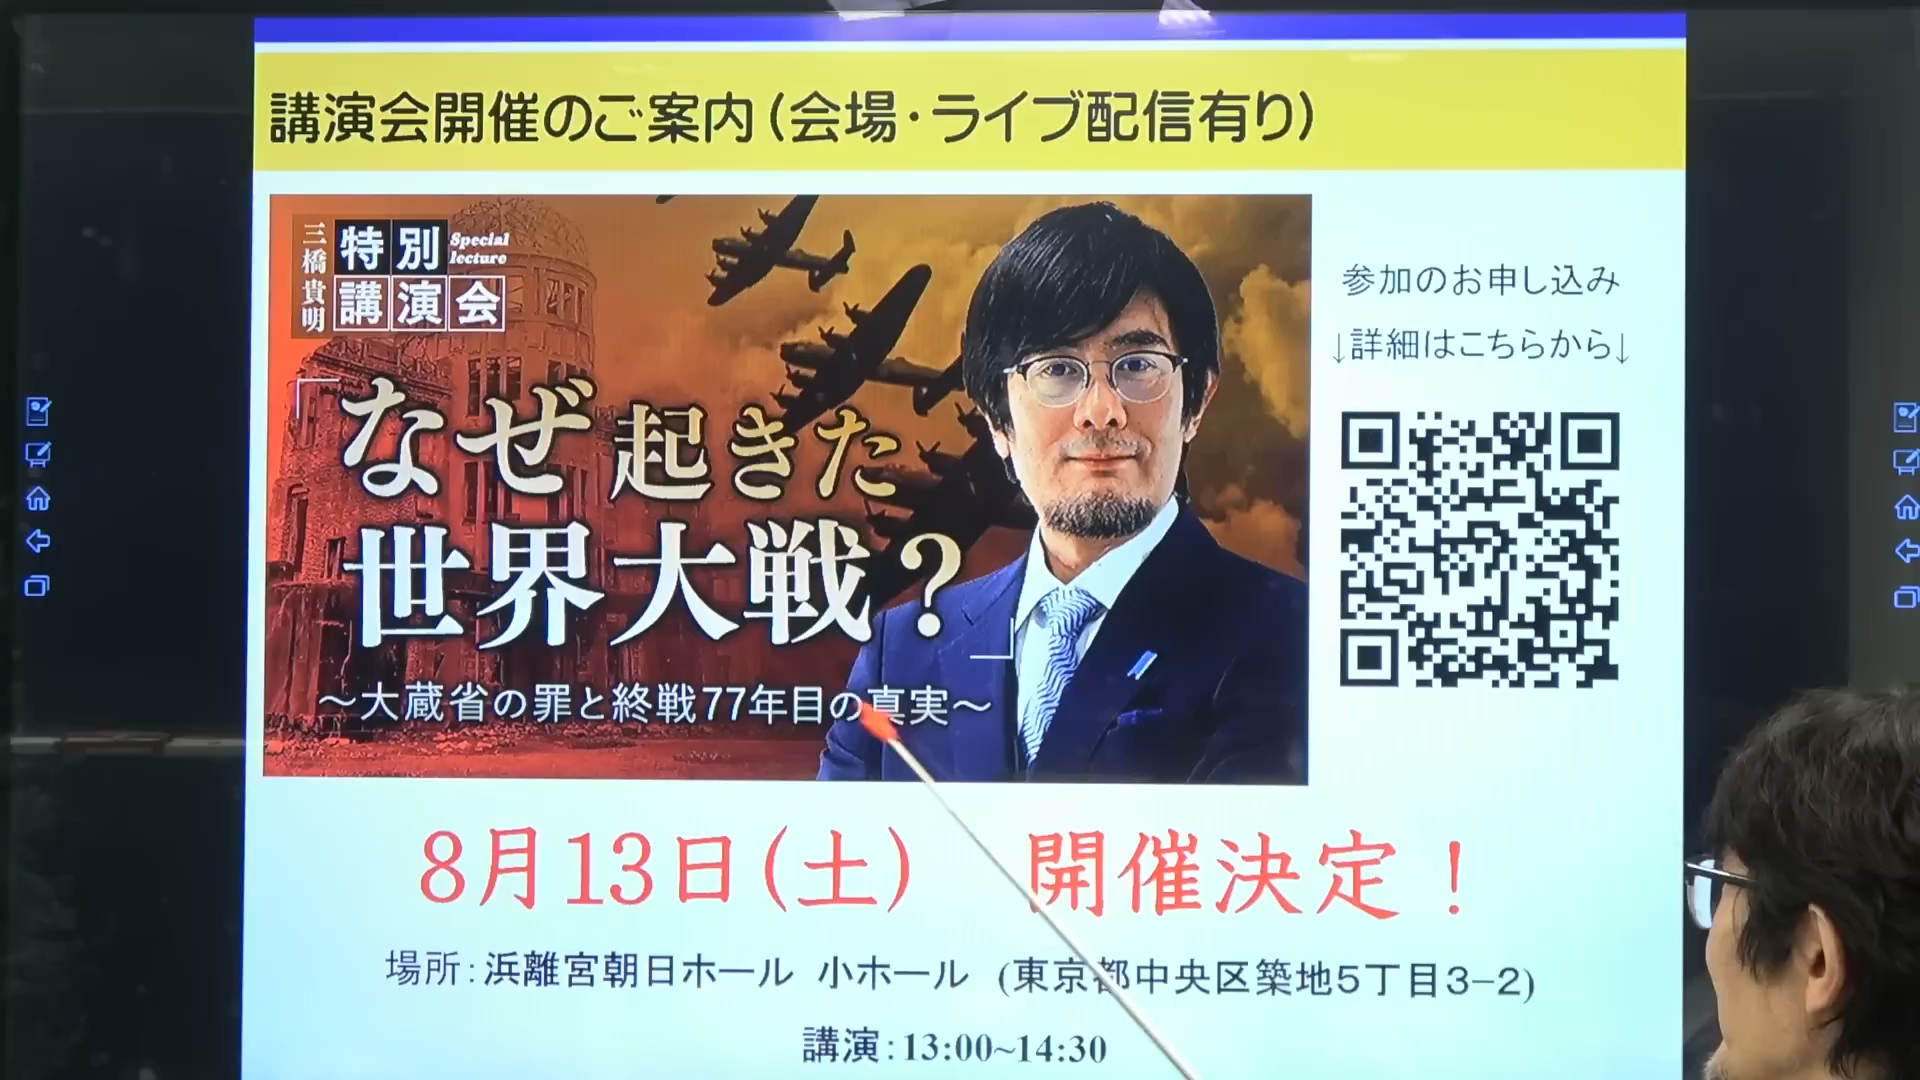 講演会開催のご案内(会場・ライブ配信有り)
三橋貴明
特別
講演会
Special
lecture
「なぜ起きた
世界大戦?」
～大蔵省の罪と終戦77年目の真実～
参加のお申し込み
↓詳細はこちらから↓
8月13日(土) 開催決定!
場所:浜離宮朝日ホール 小ホール (東京都中央区築地5丁目3-2)
講演:13:00~14:30